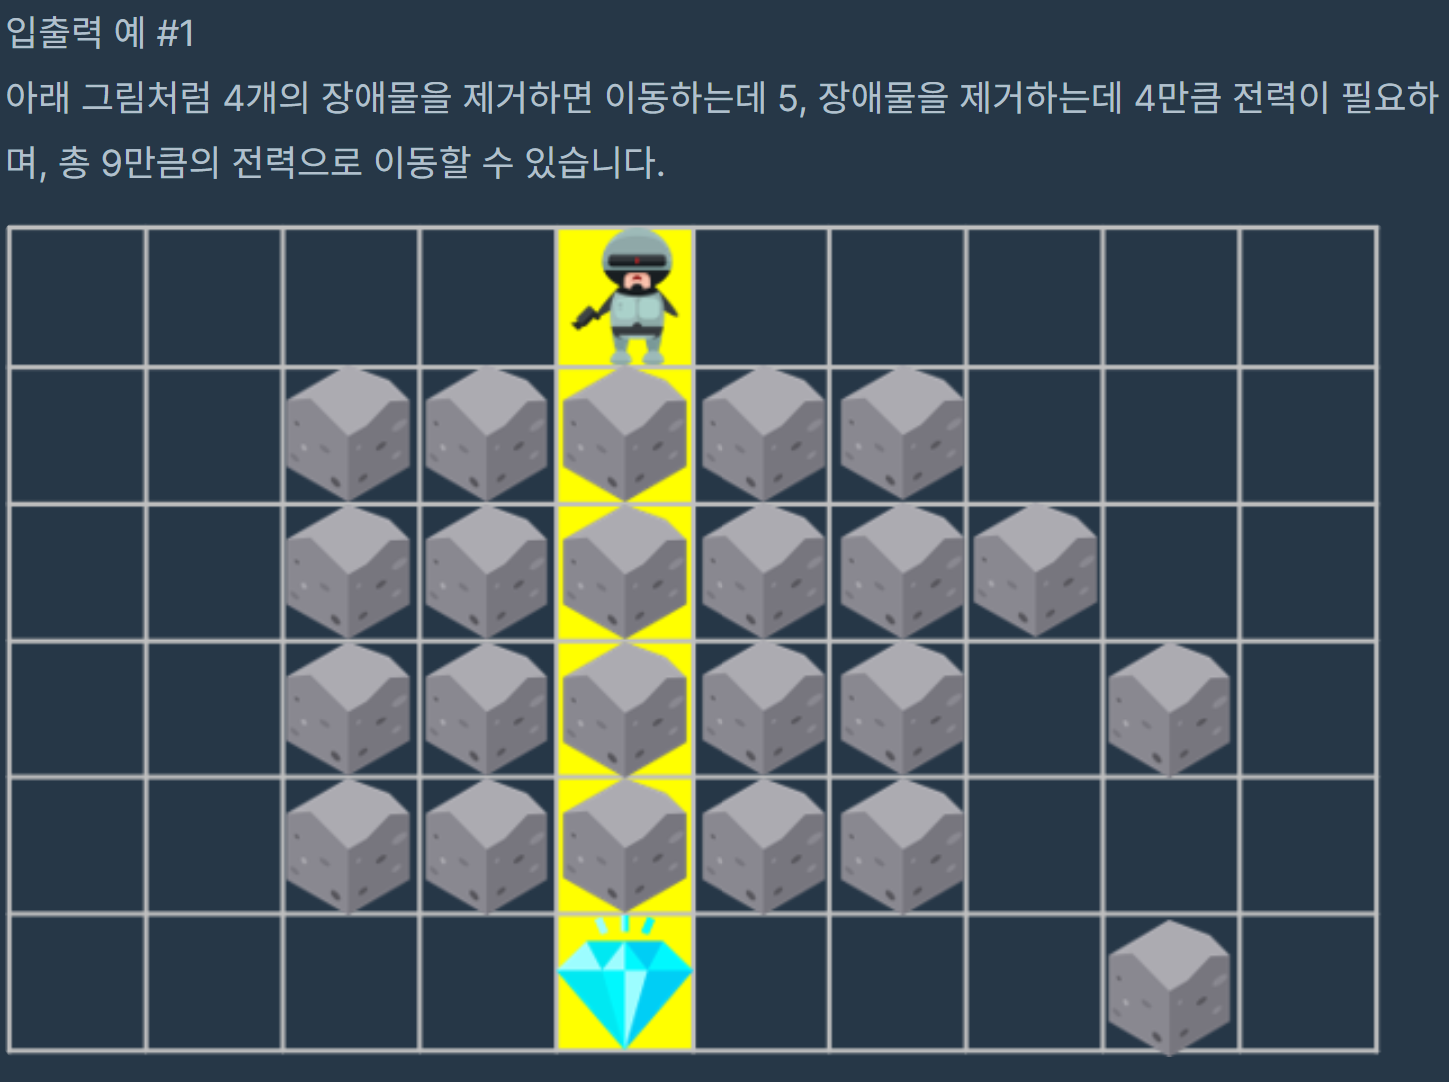 입출력 예 #1
아래 그림처럼 4개의 장애물을 제거하면 이동하는데 5, 장애물을 제거하는데 4만큼 전력이 필요하
며, 총 9만큼의 전력으로 이동할 수 있습니다.